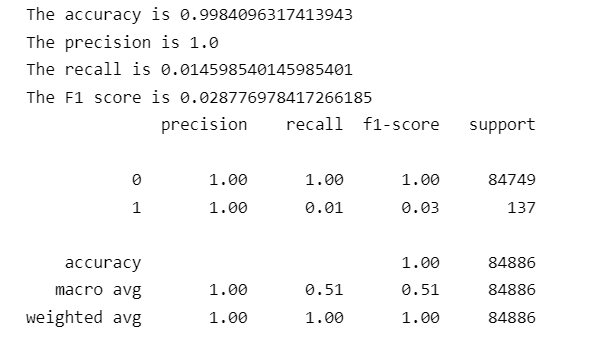 The accuracy is 0.9984096317413943
The precision is 1.0
The recall is 0.014598540145985401
The F1 score is 0.028776978417266185
precision recall f1-score support
0 1.00 1.00 1.00 84749
1 1.00 0.01 0.03 137
accuracy 1.00 84886
macro avg 1.00 0.51 0.51 84886
weighted avg 1.00 1.00 1.00 84886